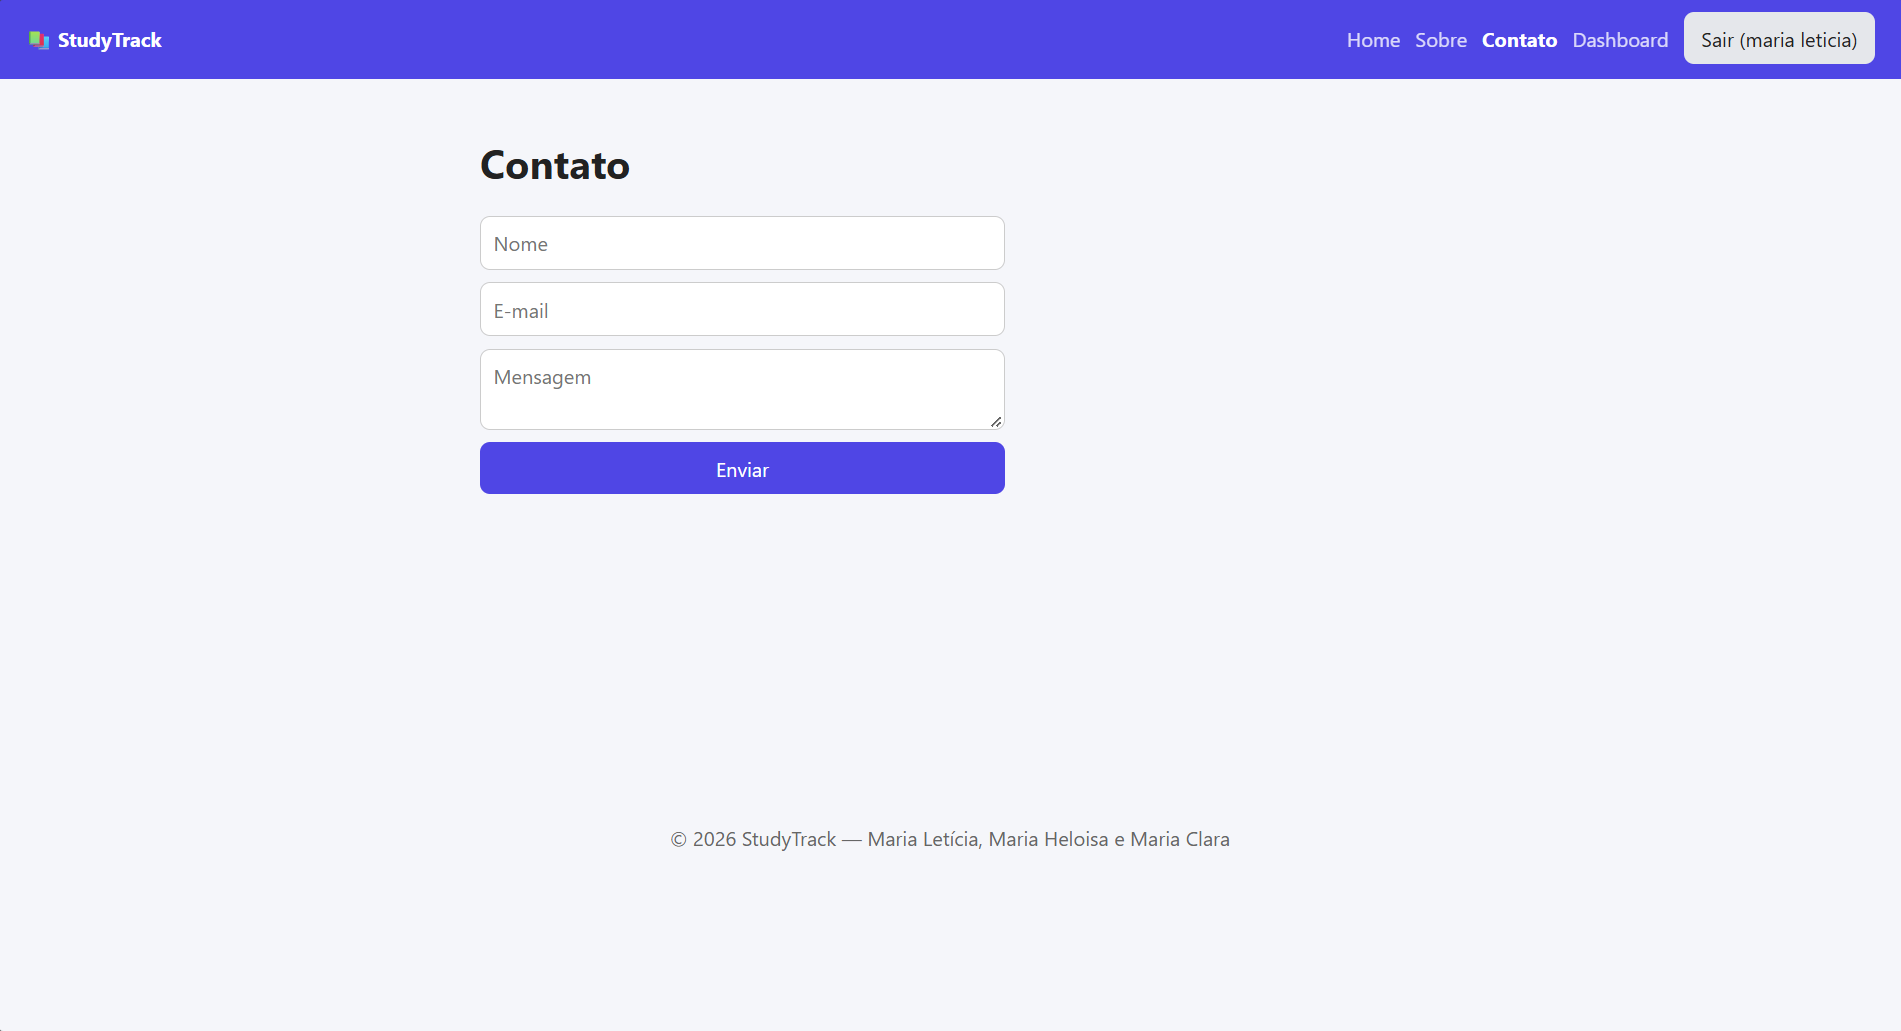 StudyTrack
Home Sobre Contato Dashboard Sair (maria leticia)
Contato
Nome
E-mail
Mensagem
Enviar
© 2026 StudyTrack — Maria Letícia, Maria Heloisa e Maria Clara